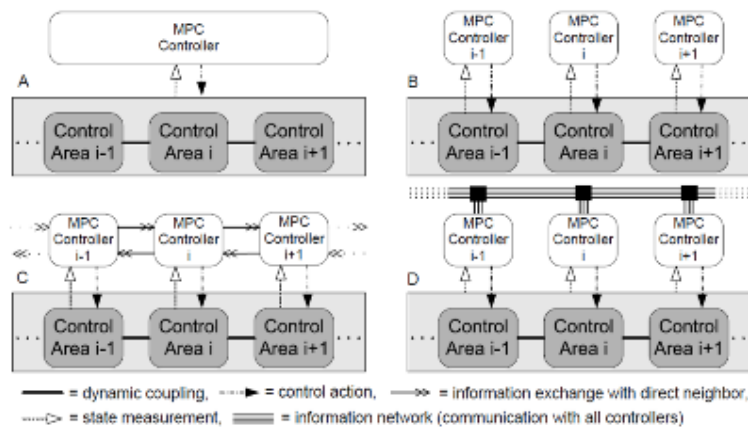 MPC
Controller
A
Control
Area i-1
Control
Area i
Control
Area i+1
MPC
Controller
i-1
MPC
Controller
i
MPC
Controller
i+1
B
Control
Area i-1
Control
Area i
Control
Area i+1
MPC
Controller
i-1
MPC
Controller
i
MPC
Controller
i+1
C
Control
Area i-1
Control
Area i
Control
Area i+1
MPC
Controller
i-1
MPC
Controller
i
MPC
Controller
i+1
D
Control
Area i-1
Control
Area i
Control
Area i+1
= dynamic coupling, = control action, = information exchange with direct neighbor,
= state measurement, = information network (communication with all controllers)